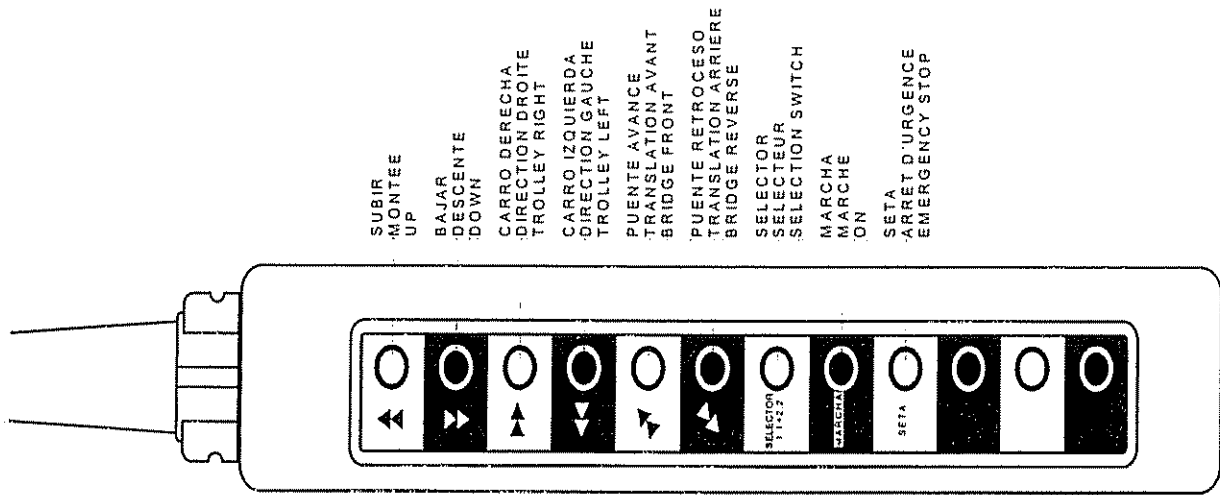 SUBIR
MONTEE
UP
BAJAR
DESCENTE
DOWN
CARRO DERECHA
DIRECTION DROITE
TROLLEY RIGHT
CARRO IZQUIERDA
DIRECTION GAUCHE
TROLLEY LEFT
PUENTE AVANCE
TRANSLATION AVANT
BRIDGE FRONT
PUENTE RETROCESO
TRANSLATION ARRIERE
BRIDGE REVERSE
SELECTOR
SELECTEUR
SELECTION SWITCH
MARCHA
MARCHE
ON
SETA
ARRET D'URGENCE
EMERGENCY STOP
SELECTOR
MARCHA
SETA